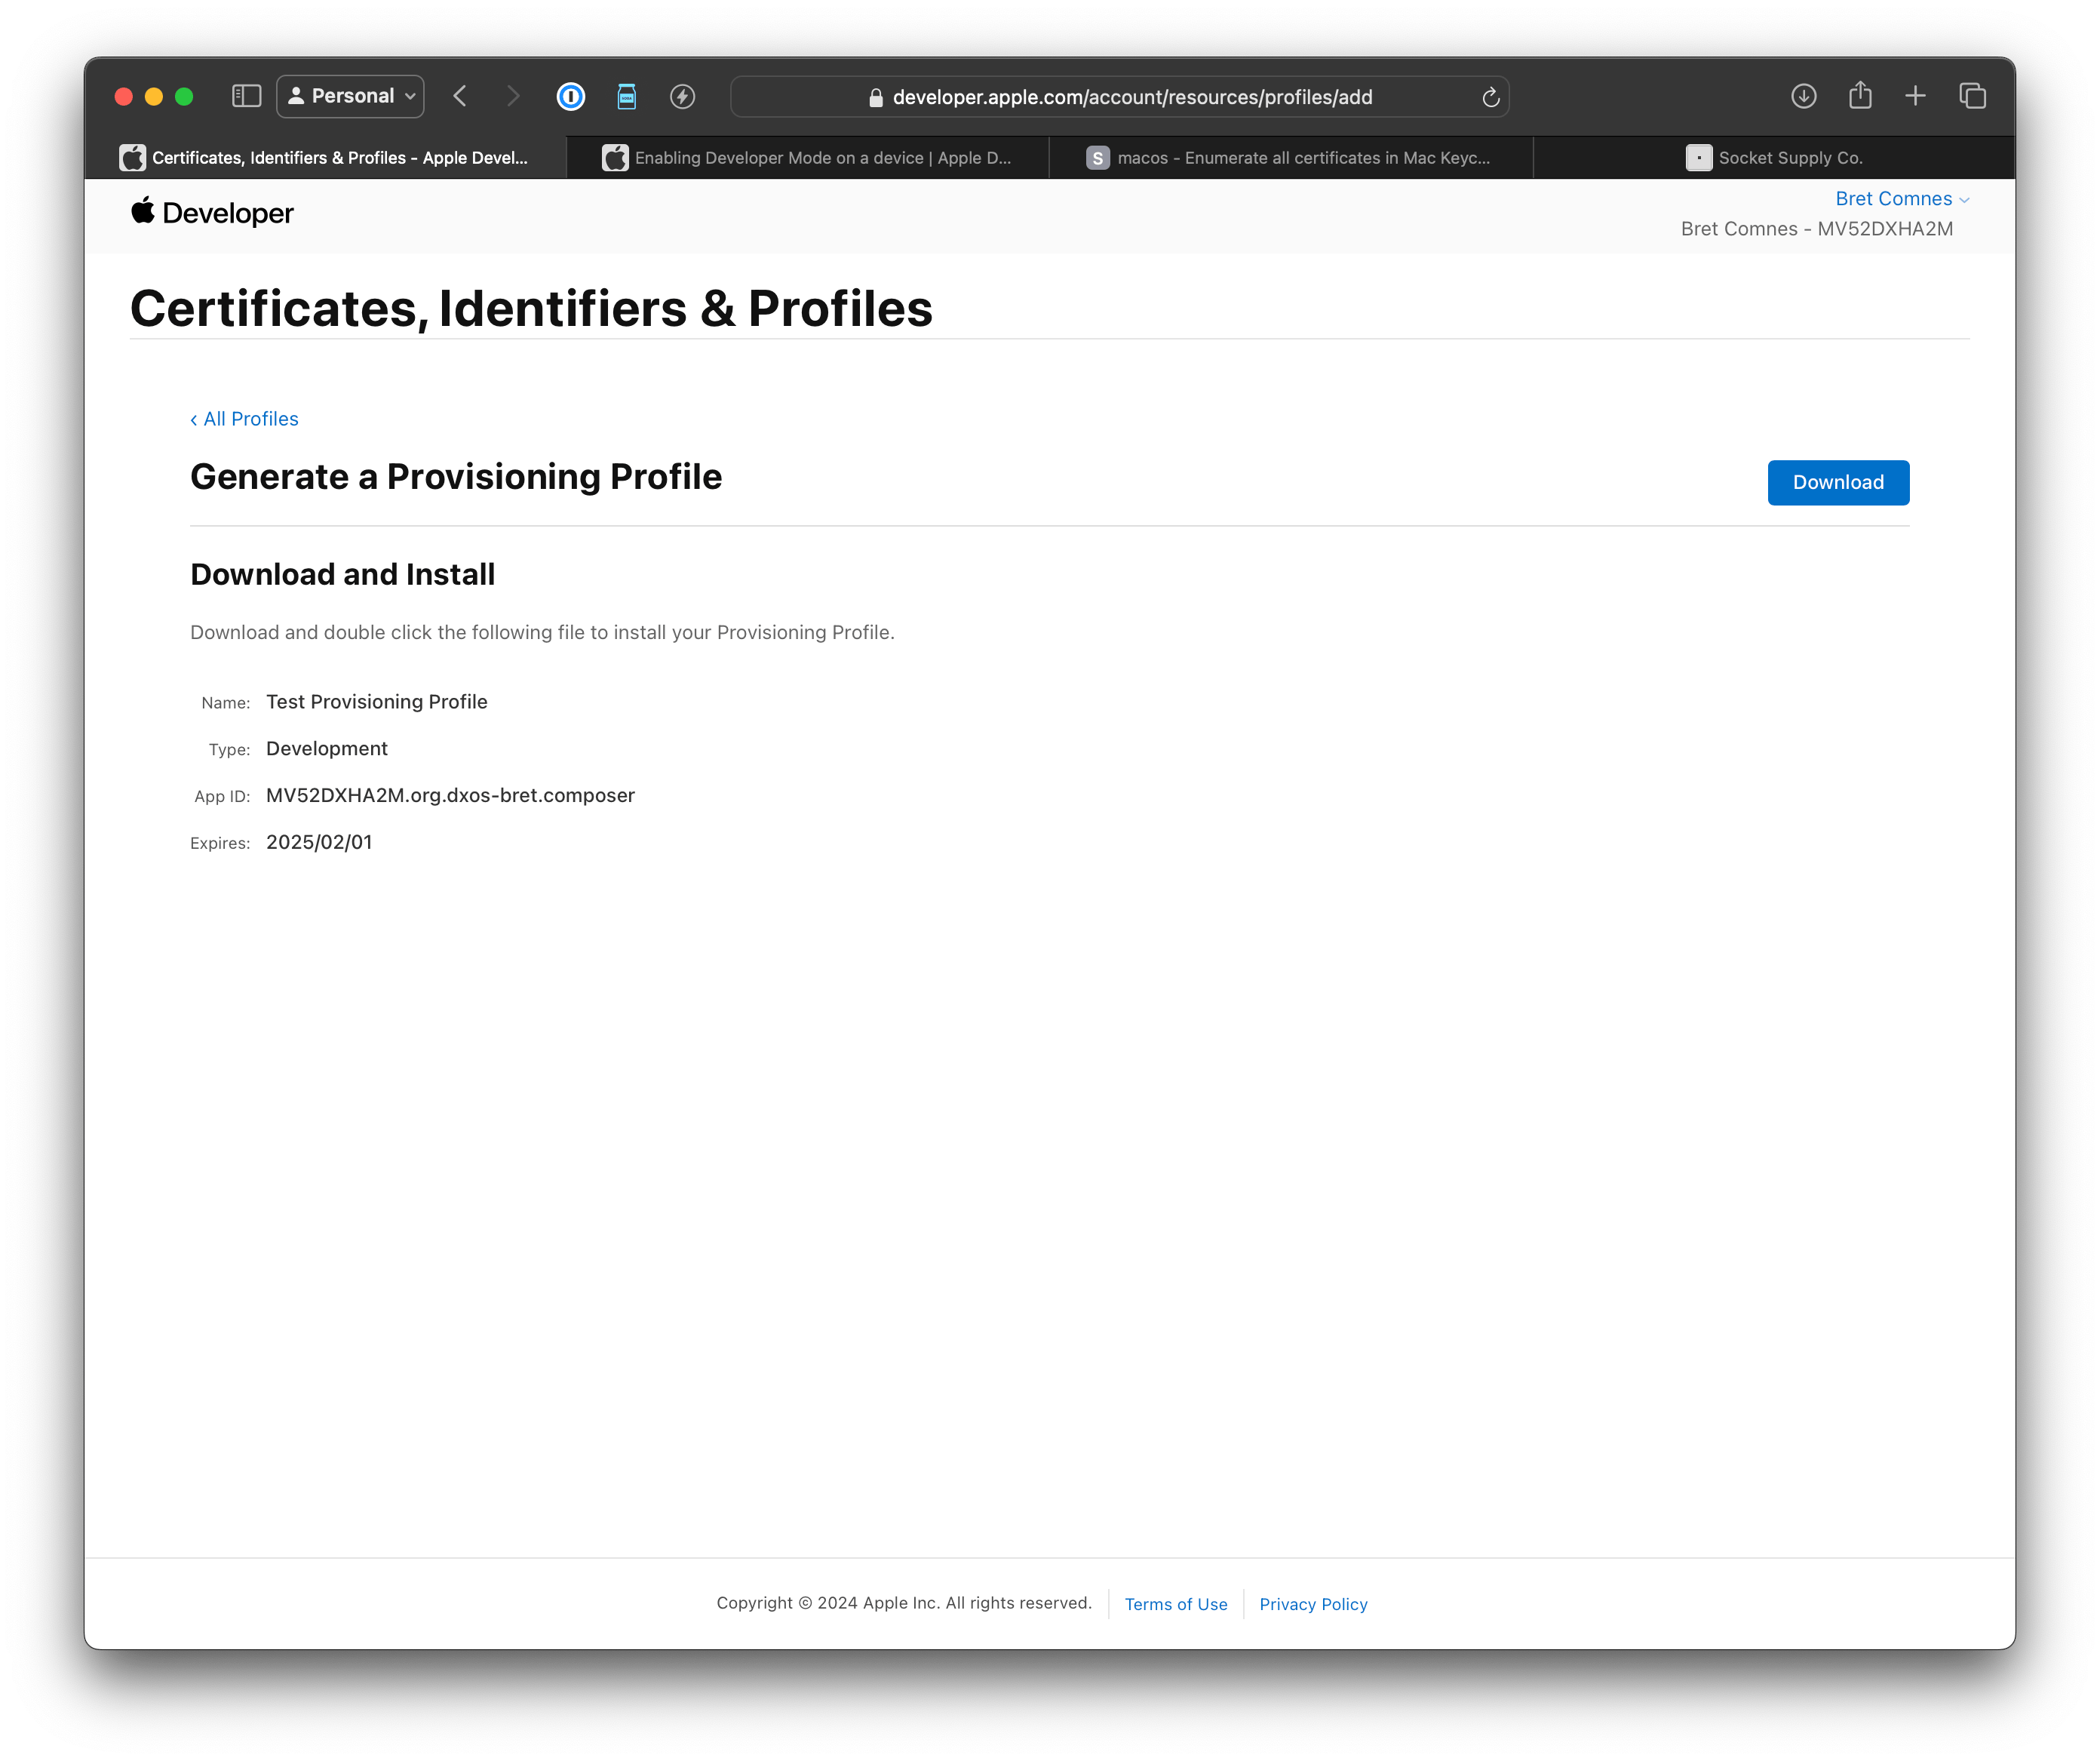 Personal
developer.apple.com/account/resources/profiles/add
Certificates, Identifiers & Profiles - Apple Devel...
Enabling Developer Mode on a device | Apple D...
S
macos - Enumerate all certificates in Mac Keyc...
Socket Supply Co.
Developer
Bret Comnes
Bret Comnes - MV52DXHA2M
Certificates, Identifiers & Profiles
‹ All Profiles
Generate a Provisioning Profile
Download
Download and Install
Download and double click the following file to install your Provisioning Profile.
Name: Test Provisioning Profile
Type: Development
App ID: MV52DXHA2M.org.dxos-bret.composer
Expires: 2025/02/01
Copyright © 2024 Apple Inc. All rights reserved.
Terms of Use
Privacy Policy